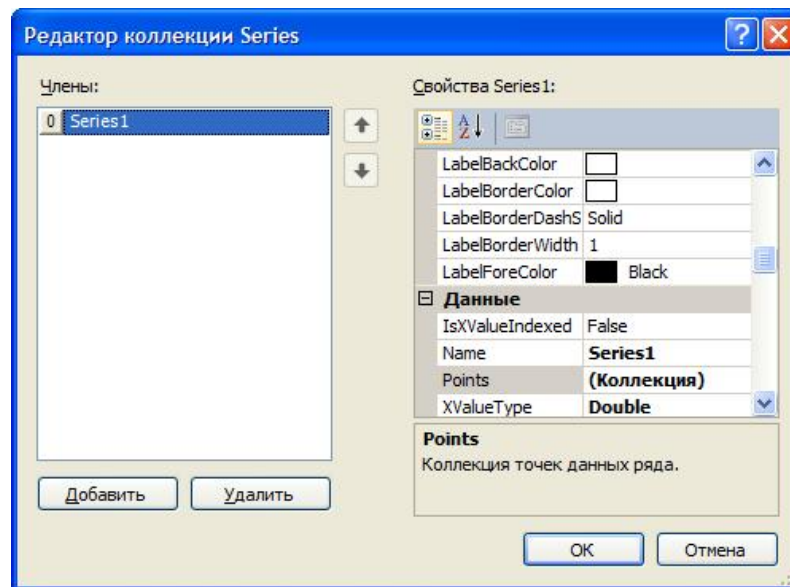 Редактор коллекции Series
Члены:
0 Series1
Свойства Series1:
LabelBackColor
LabelBorderColor
LabelBorderDashS Solid
LabelBorderWidth 1
LabelForeColor Black
Данные
IsXValueIndexed False
Name Series1
Points (Коллекция)
XValueType Double
Points
Коллекция точек данных ряда.
Добавить Удалить
OK Отмена